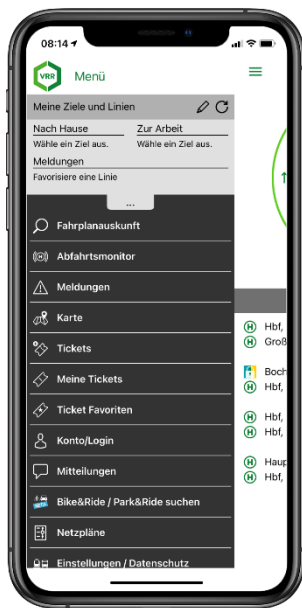 08:14
VRR
Menü
Meine Ziele und Linien
Nach Hause Zur Arbeit
Wähle ein Ziel aus. Wähle ein Ziel aus.
Meldungen
Favorisiere eine Linie
...
Fahrplanauskunft
Abfahrtsmonitor
Meldungen
Karte
Tickets
Meine Tickets
Ticket Favoriten
Konto/Login
Mitteilungen
Bike&Ride / Park&Ride suchen
Netzpläne
Einstellungen / Datenschutz
H Hbf,
H Groß
Boch
H Hbf,
H Hbf,
H Hbf,
H Haup
H Hbf,